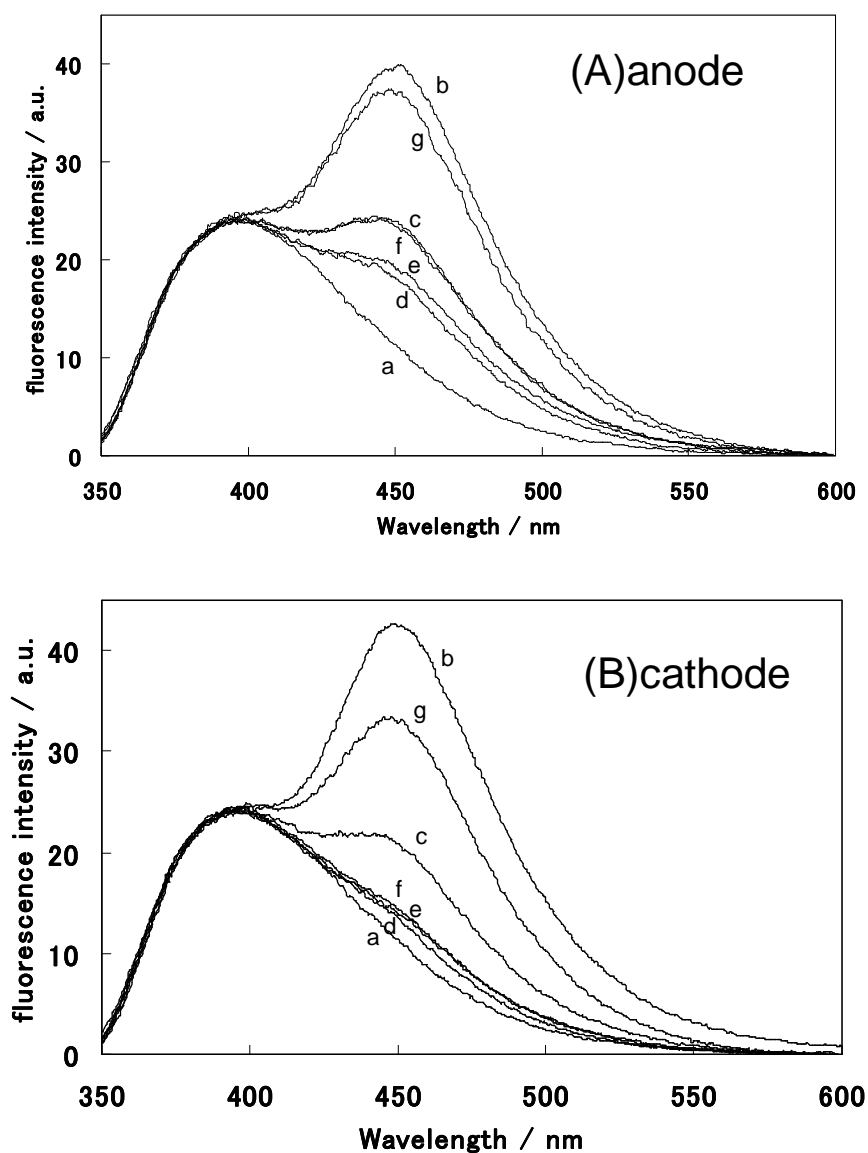 (A)anode
fluorescence intensity / a.u.
40
30
20
10
0
b
g
c
f
e
d
a
350 400 450 500 550 600
Wavelength / nm
(B)cathode
fluorescence intensity / a.u.
40
30
20
10
0
b
g
c
f
e
d
a
350 400 450 500 550 600
Wavelength / nm